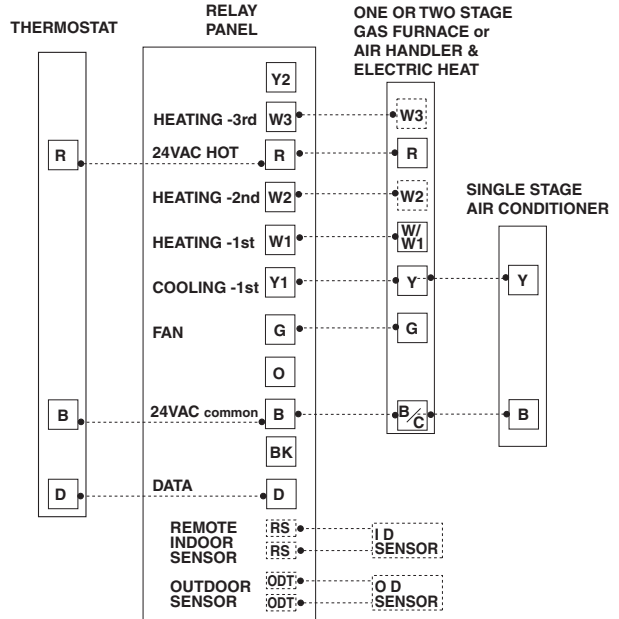 THERMOSTAT
RELAY
PANEL
ONE OR TWO STAGE
GAS FURNACE or
AIR HANDLER &
ELECTRIC HEAT
SINGLE STAGE
AIR CONDITIONER
Y2
HEATING -3rd W3 W3
R 24VAC HOT R R
HEATING -2nd W2 W2
HEATING -1st W1 W/
W1
COOLING -1st Y1 Y Y
FAN G G
O
B 24VAC common B B/C B
BK
D DATA D
REMOTE
INDOOR
SENSOR
RS
RS
I D
SENSOR
OUTDOOR
SENSOR
ODT
ODT
O D
SENSOR